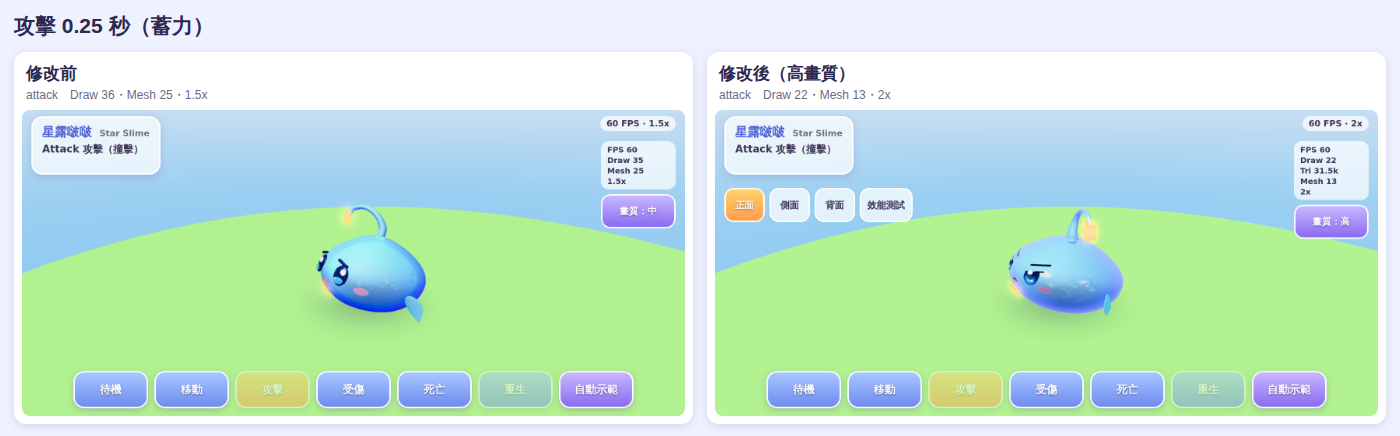 攻擊 0.25 秒（蓄力）
修改前
attack Draw 36・Mesh 25・1.5x
星露啵啵 Star Slime
Attack 攻擊（撞擊）
60 FPS · 1.5x
FPS 60
Draw 35
Mesh 25
1.5x
畫質：中
待機 移動 攻擊 受傷 死亡 重生 自動示範
修改後（高畫質）
attack Draw 22・Mesh 13・2x
星露啵啵 Star Slime
Attack 攻擊（撞擊）
60 FPS · 2x
FPS 60
Draw 22
Tri 31.5k
Mesh 13
2x
正面 側面 背面 效能測試
畫質：高
待機 移動 攻擊 受傷 死亡 重生 自動示範